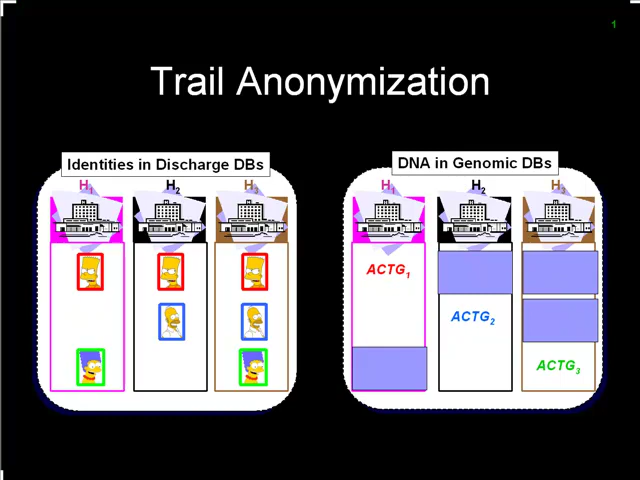 1
Trail Anonymization
Identities in Discharge DBs
DNA in Genomic DBs
H1 H2 H3
H1 H2 H3
ACTG1
ACTG2
ACTG3